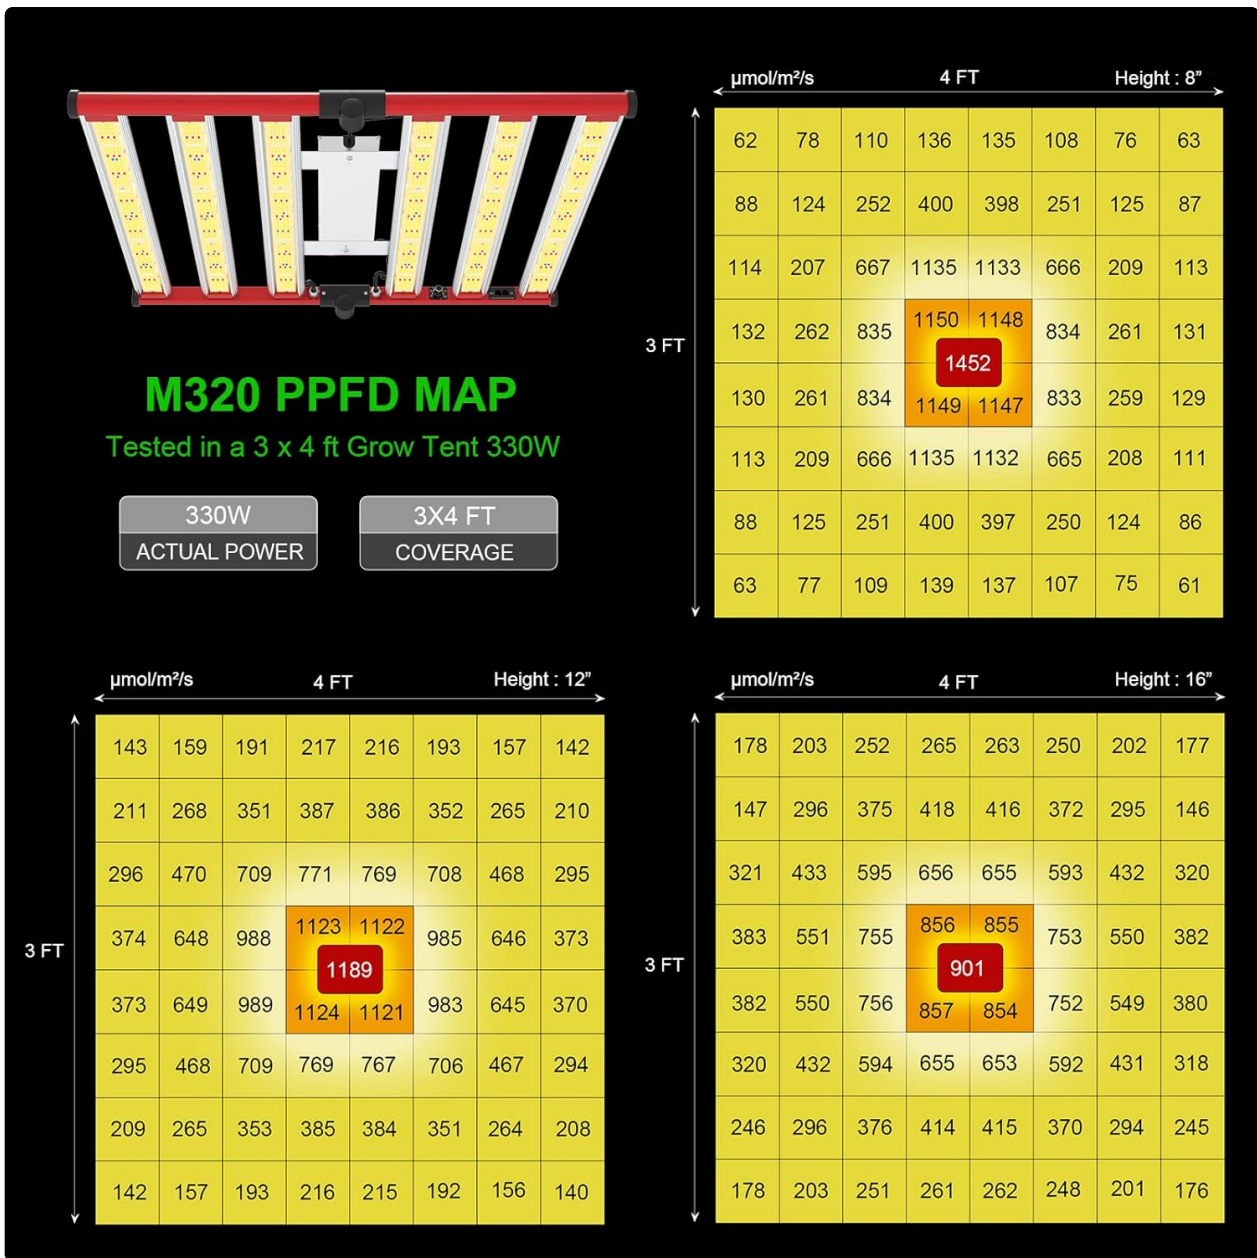 M320 PPFD MAP
Tested in a 3 x 4 ft Grow Tent 330W
330W
ACTUAL POWER
3X4 FT
COVERAGE
μmol/m²/s 4 FT Height : 8”
3 FT
62 78 110 136 135 108 76 63
88 124 252 400 398 251 125 87
114 207 667 1135 1133 666 209 113
132 262 835 1150 1148 834 261 131
1452
130 261 834 1149 1147 833 259 129
113 209 666 1135 1132 665 208 111
88 125 251 400 397 250 124 86
63 77 109 139 137 107 75 61
μmol/m²/s 4 FT Height : 12”
3 FT
143 159 191 217 216 193 157 142
211 268 351 387 386 352 265 210
296 470 709 771 769 708 468 295
374 648 988 1123 1122 985 646 373
1189
373 649 989 1124 1121 983 645 370
295 468 709 769 767 706 467 294
209 265 353 385 384 351 264 208
142 157 193 216 215 192 156 140
μmol/m²/s 4 FT Height : 16”
3 FT
178 203 252 265 263 250 202 177
147 296 375 418 416 372 295 146
321 433 595 656 655 593 432 320
383 551 755 856 855 753 550 382
901
382 550 756 857 854 752 549 380
320 432 594 655 653 592 431 318
246 296 376 414 415 370 294 245
178 203 251 261 262 248 201 176